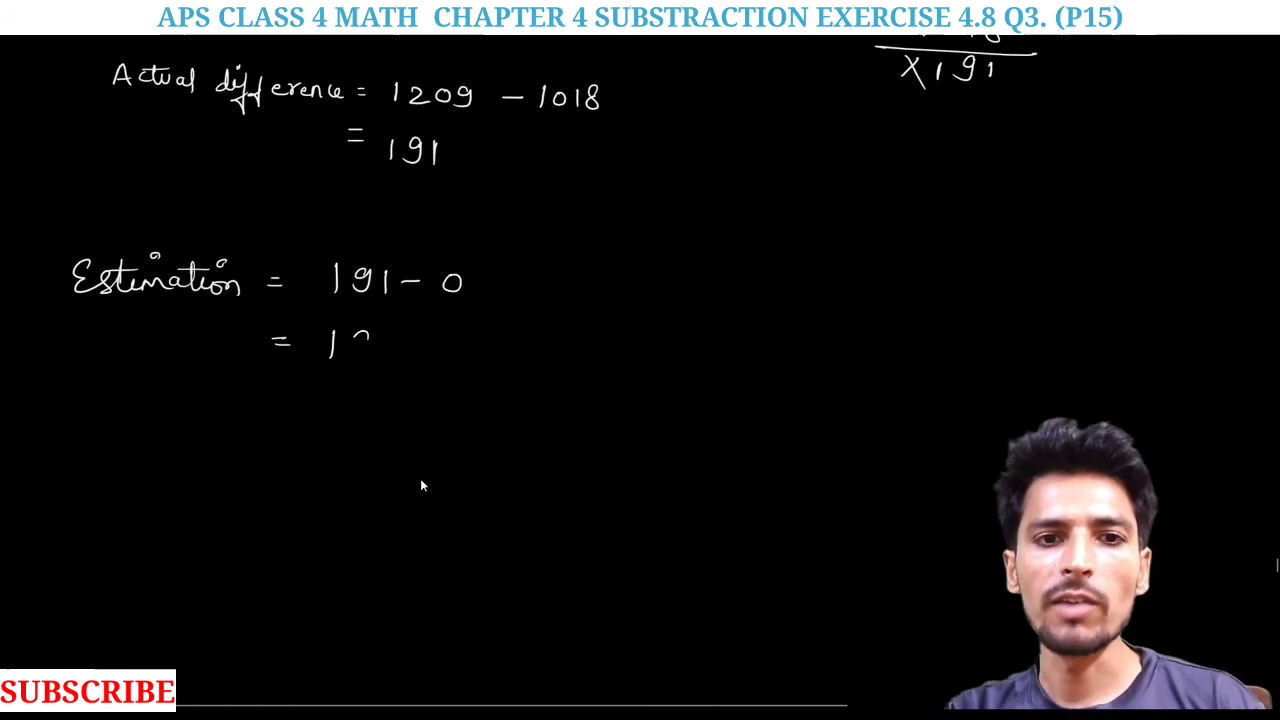 APS CLASS 4 MATH CHAPTER 4 SUBSTRACTION EXERCISE 4.8 Q3. (P15)
X191
Actual difference = 1209 - 1018
= 191
Estimation = 191 - 0
= 1
SUBSCRIBE